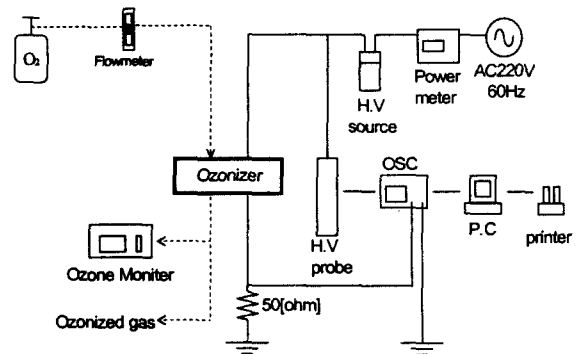 O₂
Flowmeter
H.V
source
Power
meter
AC220V
60Hz
Ozonizer
OSC
H.V
probe
P.C
printer
Ozone Moniter
50[ohm]
Ozonized gas